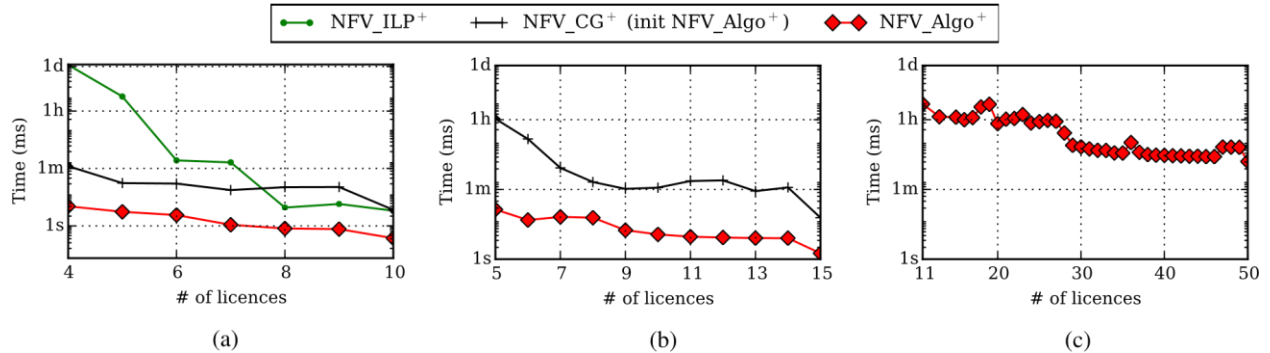 NFV_ILP+ NFV_CG+ (init NFV_Algo+) NFV_Algo+
Time (ms)
1d
1h
1m
1s
4 6 8 10
# of licences
(a)
Time (ms)
1d
1h
1m
1s
5 7 9 11 13 15
# of licences
(b)
Time (ms)
1d
1h
1m
1s
11 20 30 40 50
# of licences
(c)